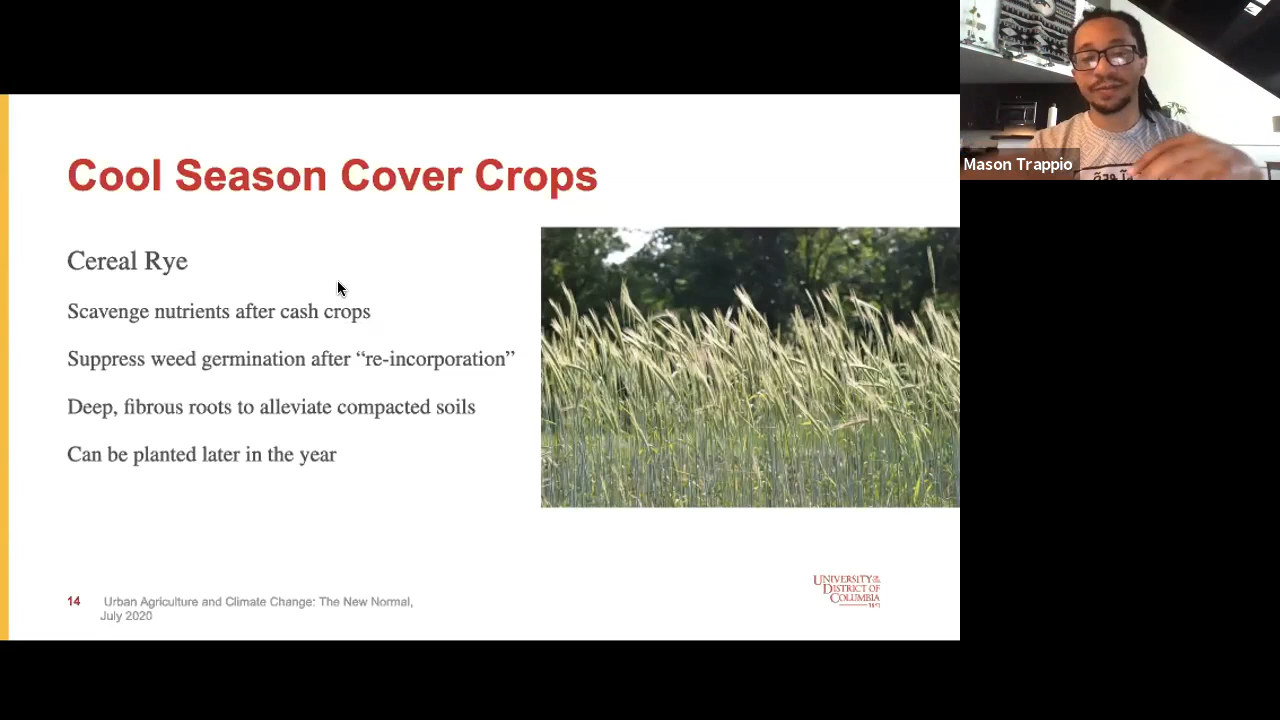 Cool Season Cover Crops
Cereal Rye
Scavenge nutrients after cash crops
Suppress weed germination after “re-incorporation”
Deep, fibrous roots to alleviate compacted soils
Can be planted later in the year
14 Urban Agriculture and Climate Change: The New Normal,
July 2020
UNIVERSITY OF THE
DISTRICT OF
COLUMBIA
Mason Trappio